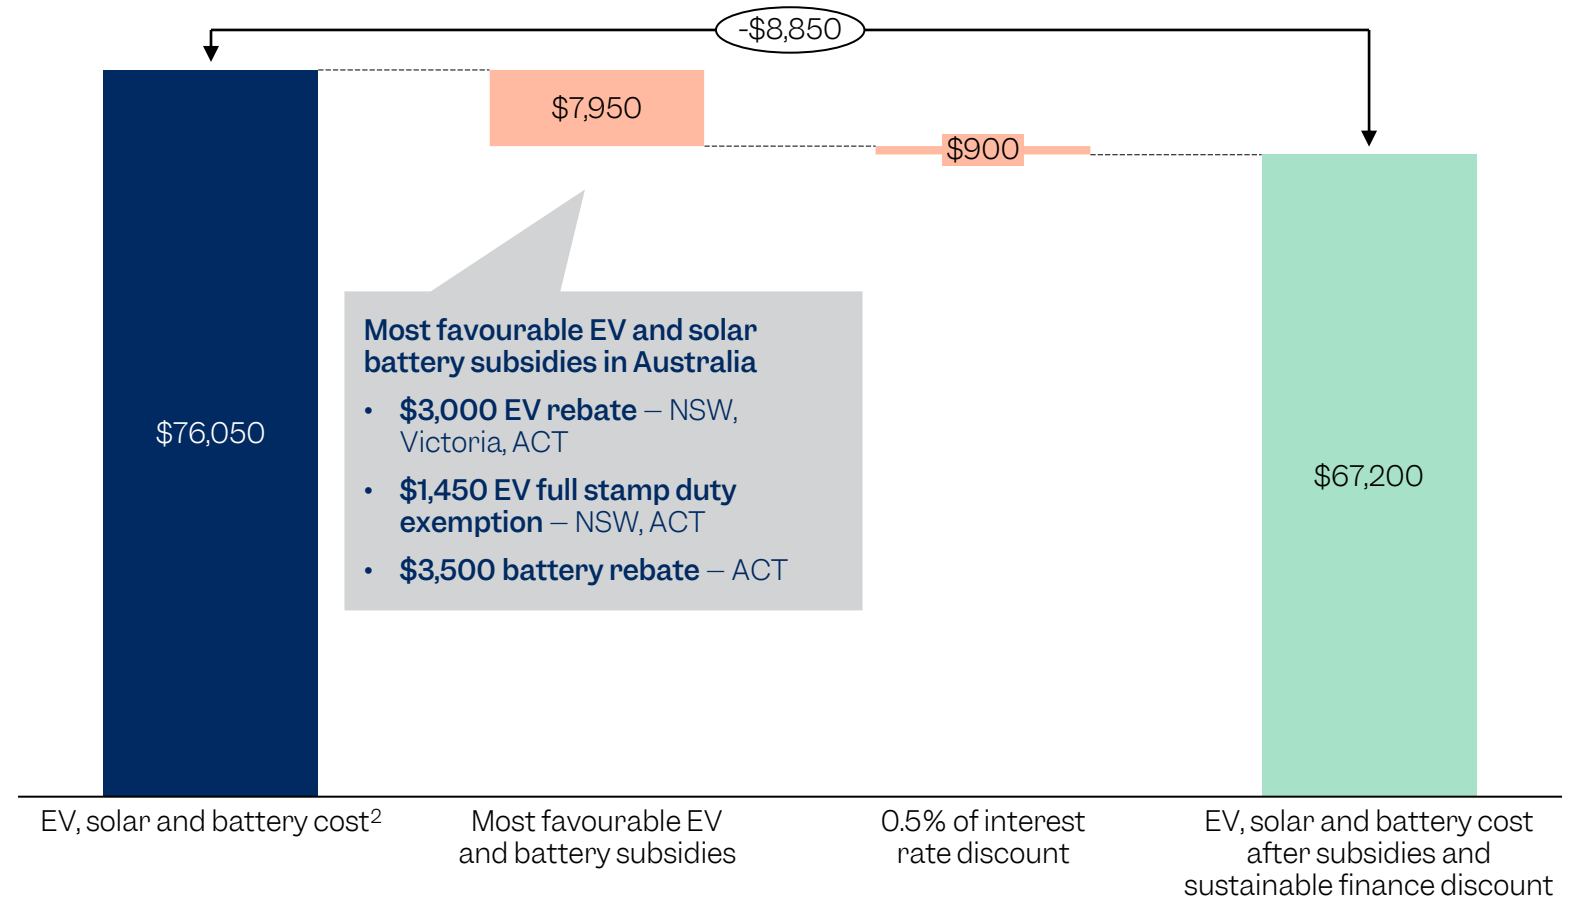 -$8,850
$7,950
$900
Most favourable EV and solar
battery subsidies in Australia
• $3,000 EV rebate – NSW,
Victoria, ACT
• $1,450 EV full stamp duty
exemption – NSW, ACT
• $3,500 battery rebate – ACT
$76,050
$67,200
EV, solar and battery cost²
Most favourable EV
and battery subsidies
0.5% of interest
rate discount
EV, solar and battery cost
after subsidies and
sustainable finance discount